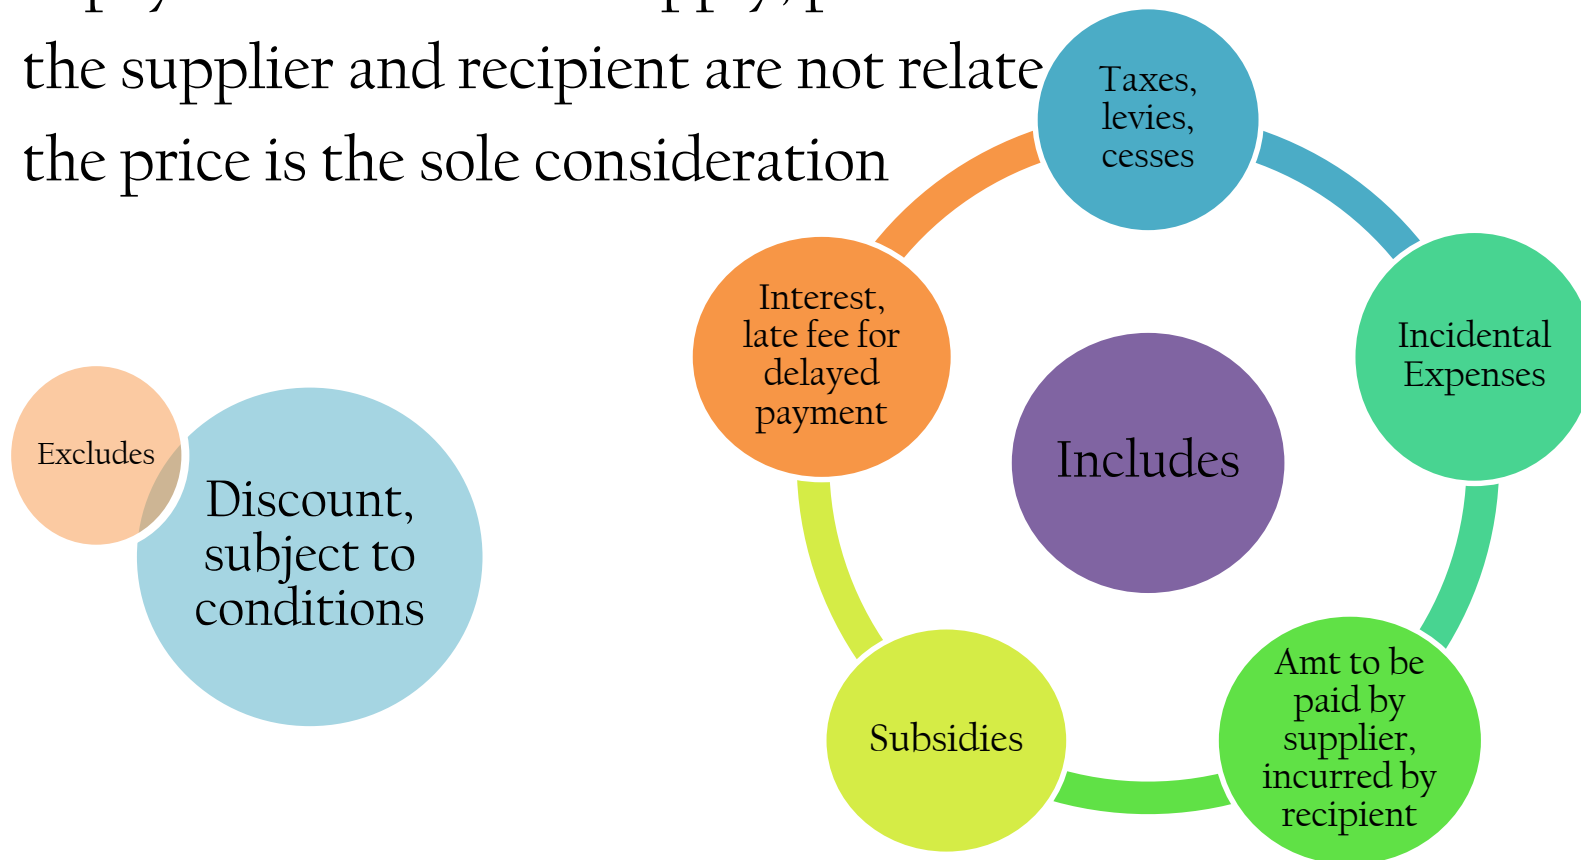 the supplier and recipient are not relate
the price is the sole consideration
Taxes,
levies,
cesses
Interest,
late fee for
delayed
payment
Incidental
Expenses
Includes
Excludes
Discount,
subject to
conditions
Subsidies
Amt to be
paid by
supplier,
incurred by
recipient